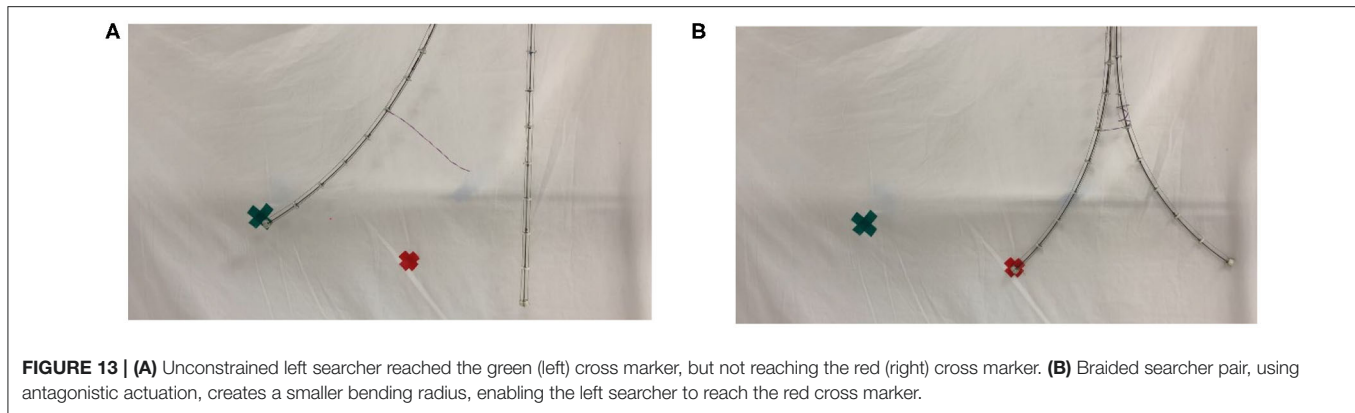 A
B
FIGURE 13 | (A) Unconstrained left searcher reached the green (left) cross marker, but not reaching the red (right) cross marker. (B) Braided searcher pair, using
antagonistic actuation, creates a smaller bending radius, enabling the left searcher to reach the red cross marker.